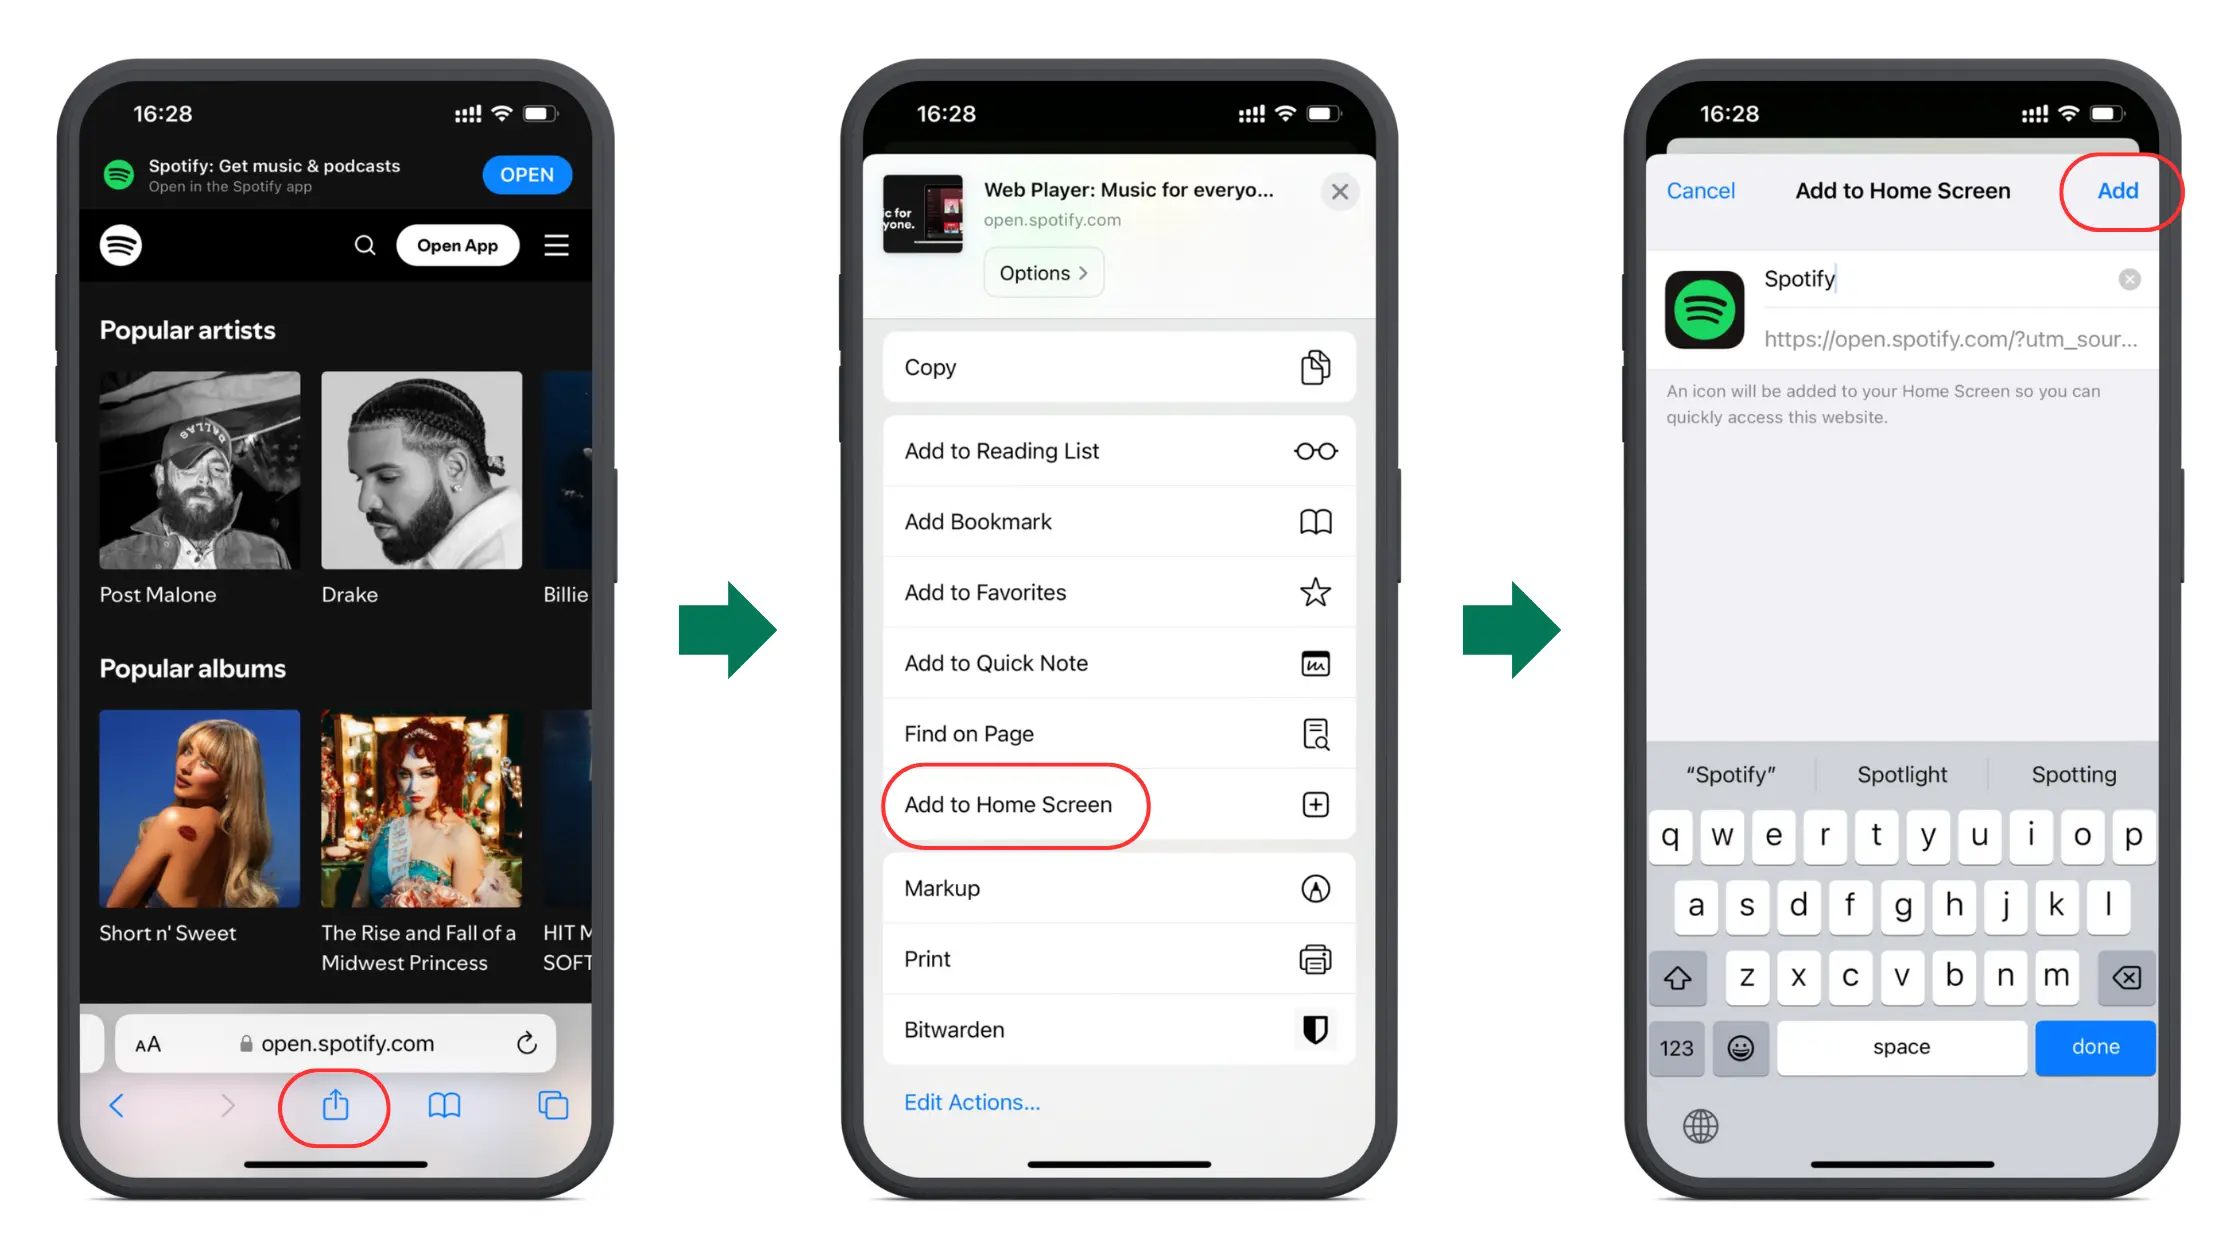 16:28
Spotify: Get music & podcasts
Open in the Spotify app
OPEN
Open App
Popular artists
DALLAS
Post Malone
Drake
Billie
Popular albums
Short n' Sweet
The Rise and Fall of a
Midwest Princess
HIT M
SOFT
AA
open.spotify.com
16:28
ic for
yone.
Web Player: Music for everyo...
open.spotify.com
Options
Copy
Add to Reading List
Add Bookmark
Add to Favorites
Add to Quick Note
Find on Page
Add to Home Screen
Markup
Print
Bitwarden
Edit Actions...
16:28
Cancel
Add to Home Screen
Add
Spotify
https://open.spotify.com/?utm_sour...
An icon will be added to your Home Screen so you can
quickly access this website.
“Spotify”
Spotlight
Spotting
q w e r t y u i o p
a s d f g h j k l
z x c v b n m
123
space
done